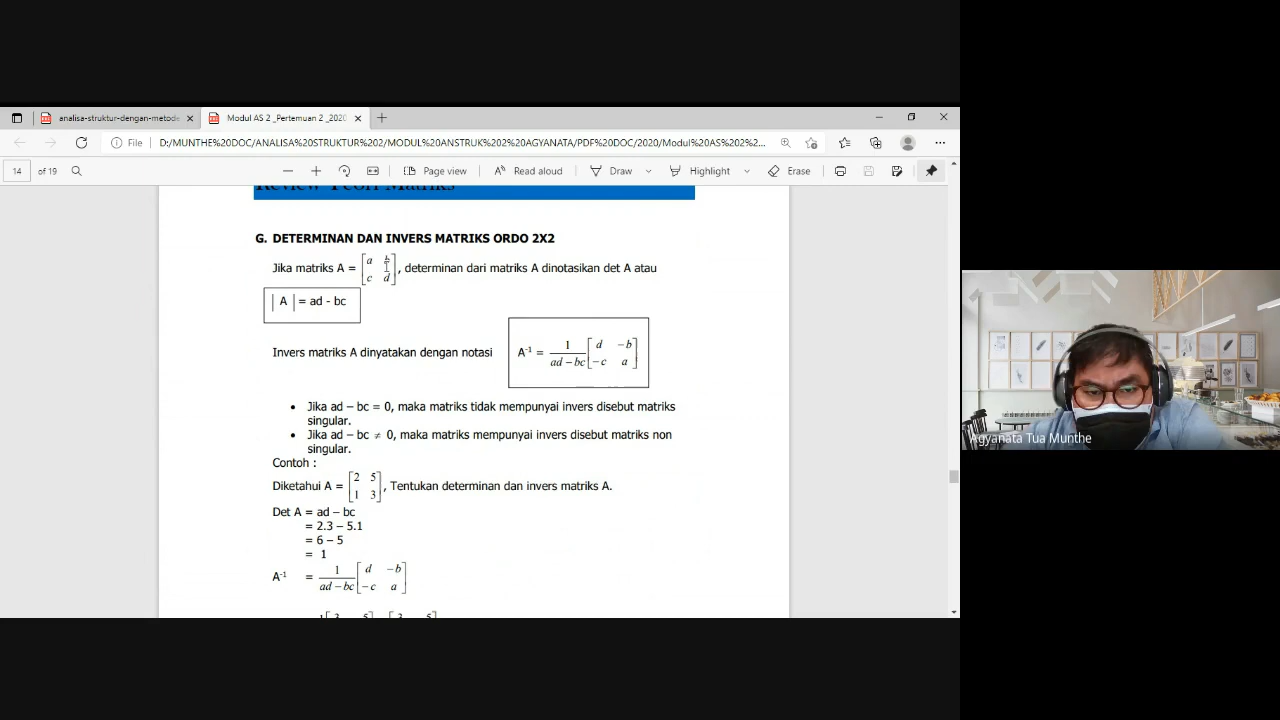 analisa-struktur-dengan-metode
Modul AS 2 _Pertemuan 2 _2020
File
D:/MUNTHE%20DOC/ANALISA%20STRUKTUR%202/MODUL%20ANSTRUK%202%20AGYANATA/PDF%20DOC/2020/Modul%20AS%202%...
14 of 19
Page view
Read aloud
Draw
Highlight
Erase
Review Teori Matriks
G. DETERMINAN DAN INVERS MATRIKS ORDO 2X2
Jika matriks A = [a b; c d], determinan dari matriks A dinotasikan det A atau
| A | = ad - bc
Invers matriks A dinyatakan dengan notasi
A⁻¹ = 1/(ad – bc) [d –b; –c a]
• Jika ad – bc = 0, maka matriks tidak mempunyai invers disebut matriks
singular.
• Jika ad – bc ≠ 0, maka matriks mempunyai invers disebut matriks non
singular.
Contoh :
Diketahui A = [2 5; 1 3], Tentukan determinan dan invers matriks A.
Det A = ad – bc
= 2.3 – 5.1
= 6 – 5
= 1
A⁻¹ = 1/(ad – bc) [d –b; –c a]
Agyanata Tua Munthe